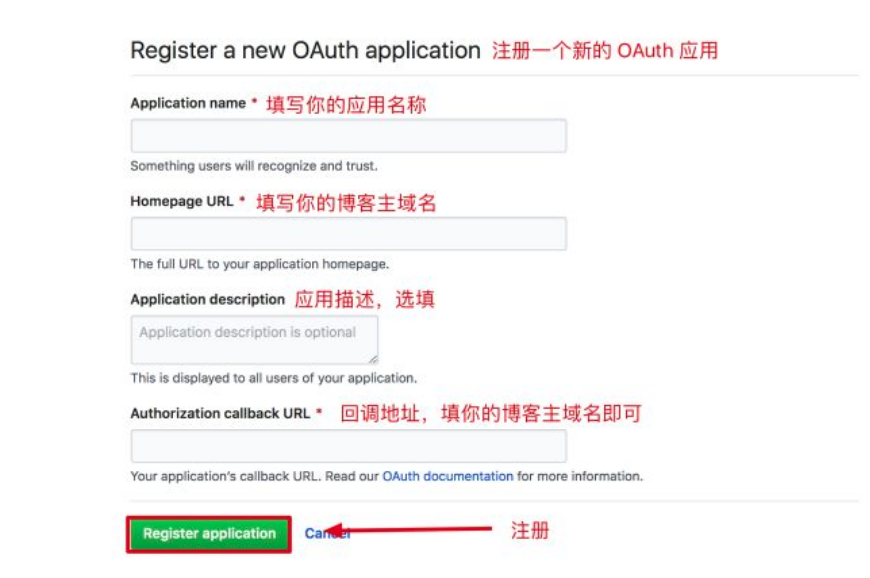 Register a new OAuth application 注册一个新的 OAuth 应用
Application name * 填写你的应用名称
Something users will recognize and trust.
Homepage URL * 填写你的博客主域名
The full URL to your application homepage.
Application description 应用描述，选填
Application description is optional
This is displayed to all users of your application.
Authorization callback URL * 回调地址，填你的博客主域名即可
Your application's callback URL. Read our OAuth documentation for more information.
Register application Cancel 注册